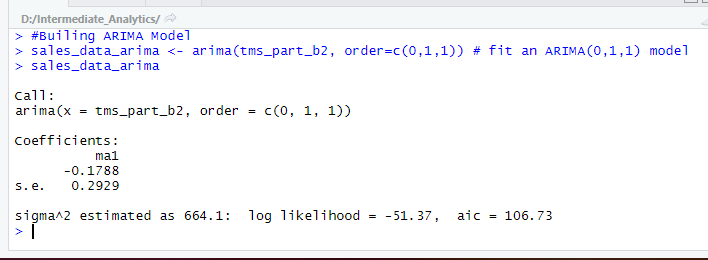 D:/Intermediate_Analytics/
> #Builing ARIMA Model
> sales_data_arima <- arima(tms_part_b2, order=c(0,1,1)) # fit an ARIMA(0,1,1) model
> sales_data_arima
Call:
arima(x = tms_part_b2, order = c(0, 1, 1))
Coefficients:
          ma1
      -0.1788
s.e.   0.2929
sigma^2 estimated as 664.1:  log likelihood = -51.37,  aic = 106.73
>